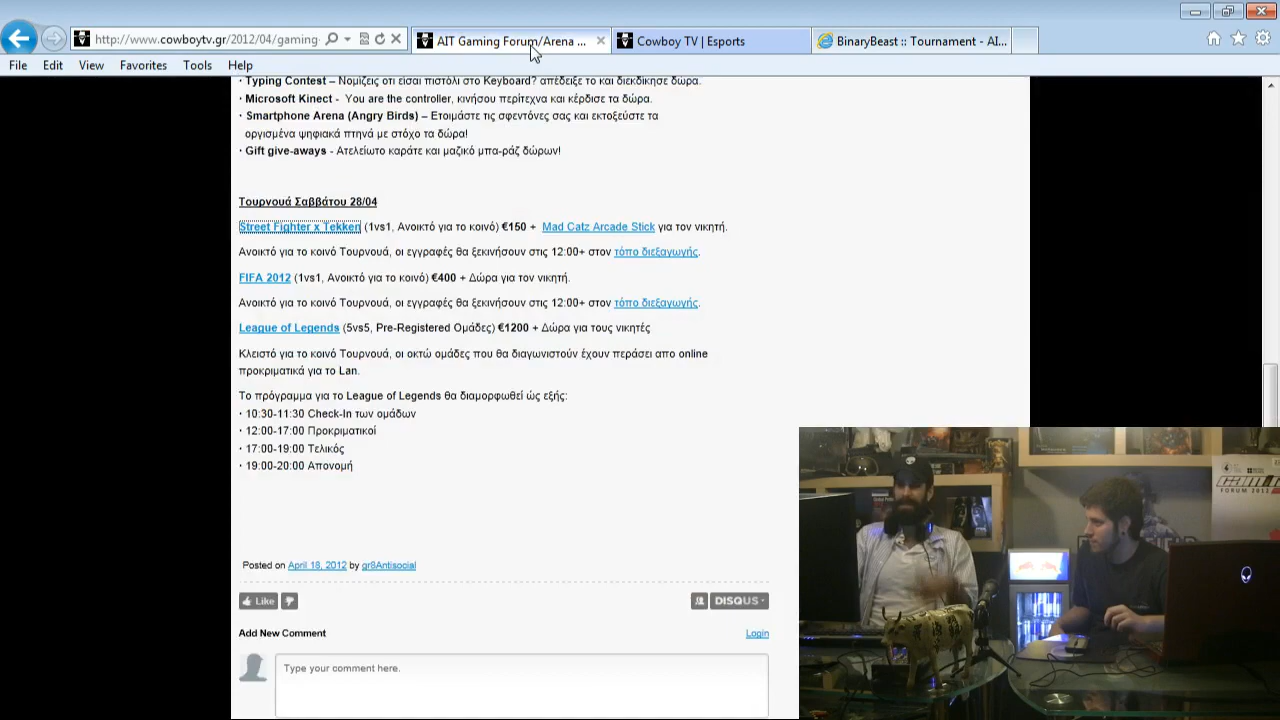 http://www.cowboytv.gr/2012/04/gaming-
AIT Gaming Forum/Arena ...
Cowboy TV | Esports
BinaryBeast :: Tournament - AI...
File Edit View Favorites Tools Help
· Typing Contest – Νομίζεις οτι είσαι πιστόλι στο Keyboard? απέδειξε το και διεκδίκησε δώρα.
· Microsoft Kinect - You are the controller, κινήσου περίτεχνα και κέρδισε τα δώρα.
· Smartphone Arena (Angry Birds) – Ετοιμάστε τις σφεντόνες σας και εκτοξεύστε τα
οργισμένα ψηφιακά πτηνά με στόχο τα δώρα!
· Gift give-aways - Ατελείωτο καράτε και μαζικό μπα-ράζ δώρων!
Τουρνουά Σαββάτου 28/04
Street Fighter x Tekken (1vs1, Ανοικτό για το κοινό) €150 + Mad Catz Arcade Stick για τον νικητή.
Ανοικτό για το κοινό Τουρνουά, οι εγγραφές θα ξεκινήσουν στις 12:00+ στον τόπο διεξαγωγής.
FIFA 2012 (1vs1, Ανοικτό για το κοινό) €400 + Δώρα για τον νικητή.
Ανοικτό για το κοινό Τουρνουά, οι εγγραφές θα ξεκινήσουν στις 12:00+ στον τόπο διεξαγωγής.
League of Legends (5vs5, Pre-Registered Ομάδες) €1200 + Δώρα για τους νικητές
Κλειστό για το κοινό Τουρνουά, οι οκτώ ομάδες που θα διαγωνιστούν έχουν περάσει απο online
προκριματικά για το Lan.
Το πρόγραμμα για το League of Legends θα διαμορφωθεί ώς εξής:
· 10:30-11:30 Check-In των ομάδων
· 12:00-17:00 Προκριματικοί
· 17:00-19:00 Τελικός
· 19:00-20:00 Απονομή
Posted on April 18, 2012 by gr8Antisocial
Like
DISQUS
Add New Comment
Login
Type your comment here.
FORUM 2012